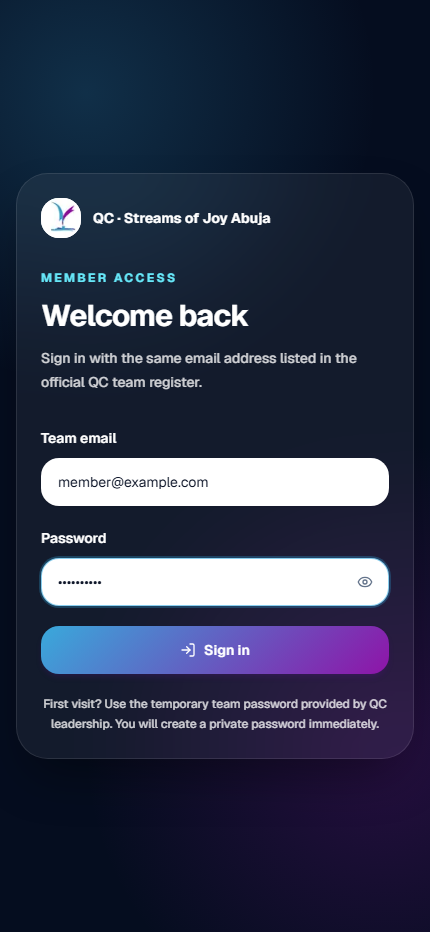 QC · Streams of Joy Abuja
MEMBER ACCESS
Welcome back
Sign in with the same email address listed in the
official QC team register.
Team email
member@example.com
Password
••••••••••
Sign in
First visit? Use the temporary team password provided by QC
leadership. You will create a private password immediately.